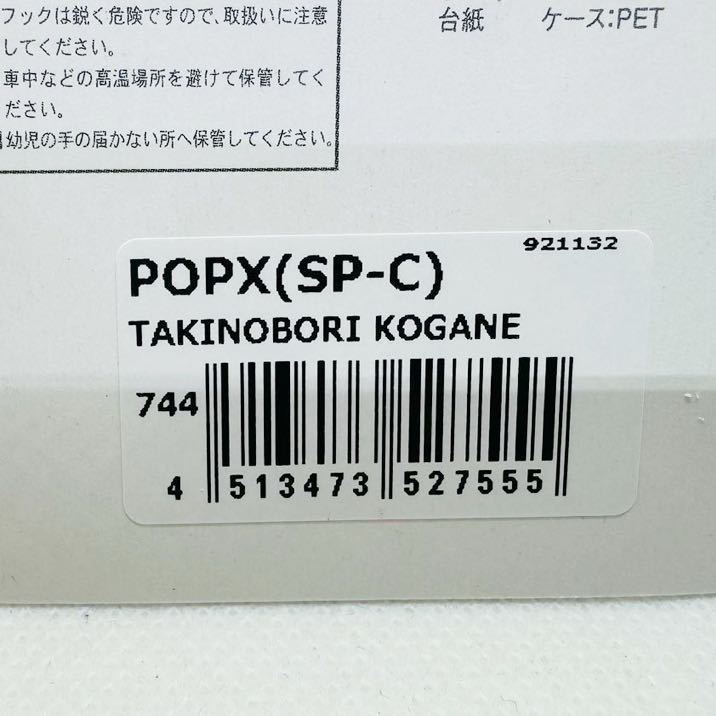 フックは鋭く危険ですので、取扱いに注意
してください。
車中などの高温場所を避けて保管してく
ださい。
幼児の手の届かない所へ保管してください。
台紙 ケース:PET
921132
POPX(SP-C)
TAKINOBORI KOGANE
744
4 513473 527555